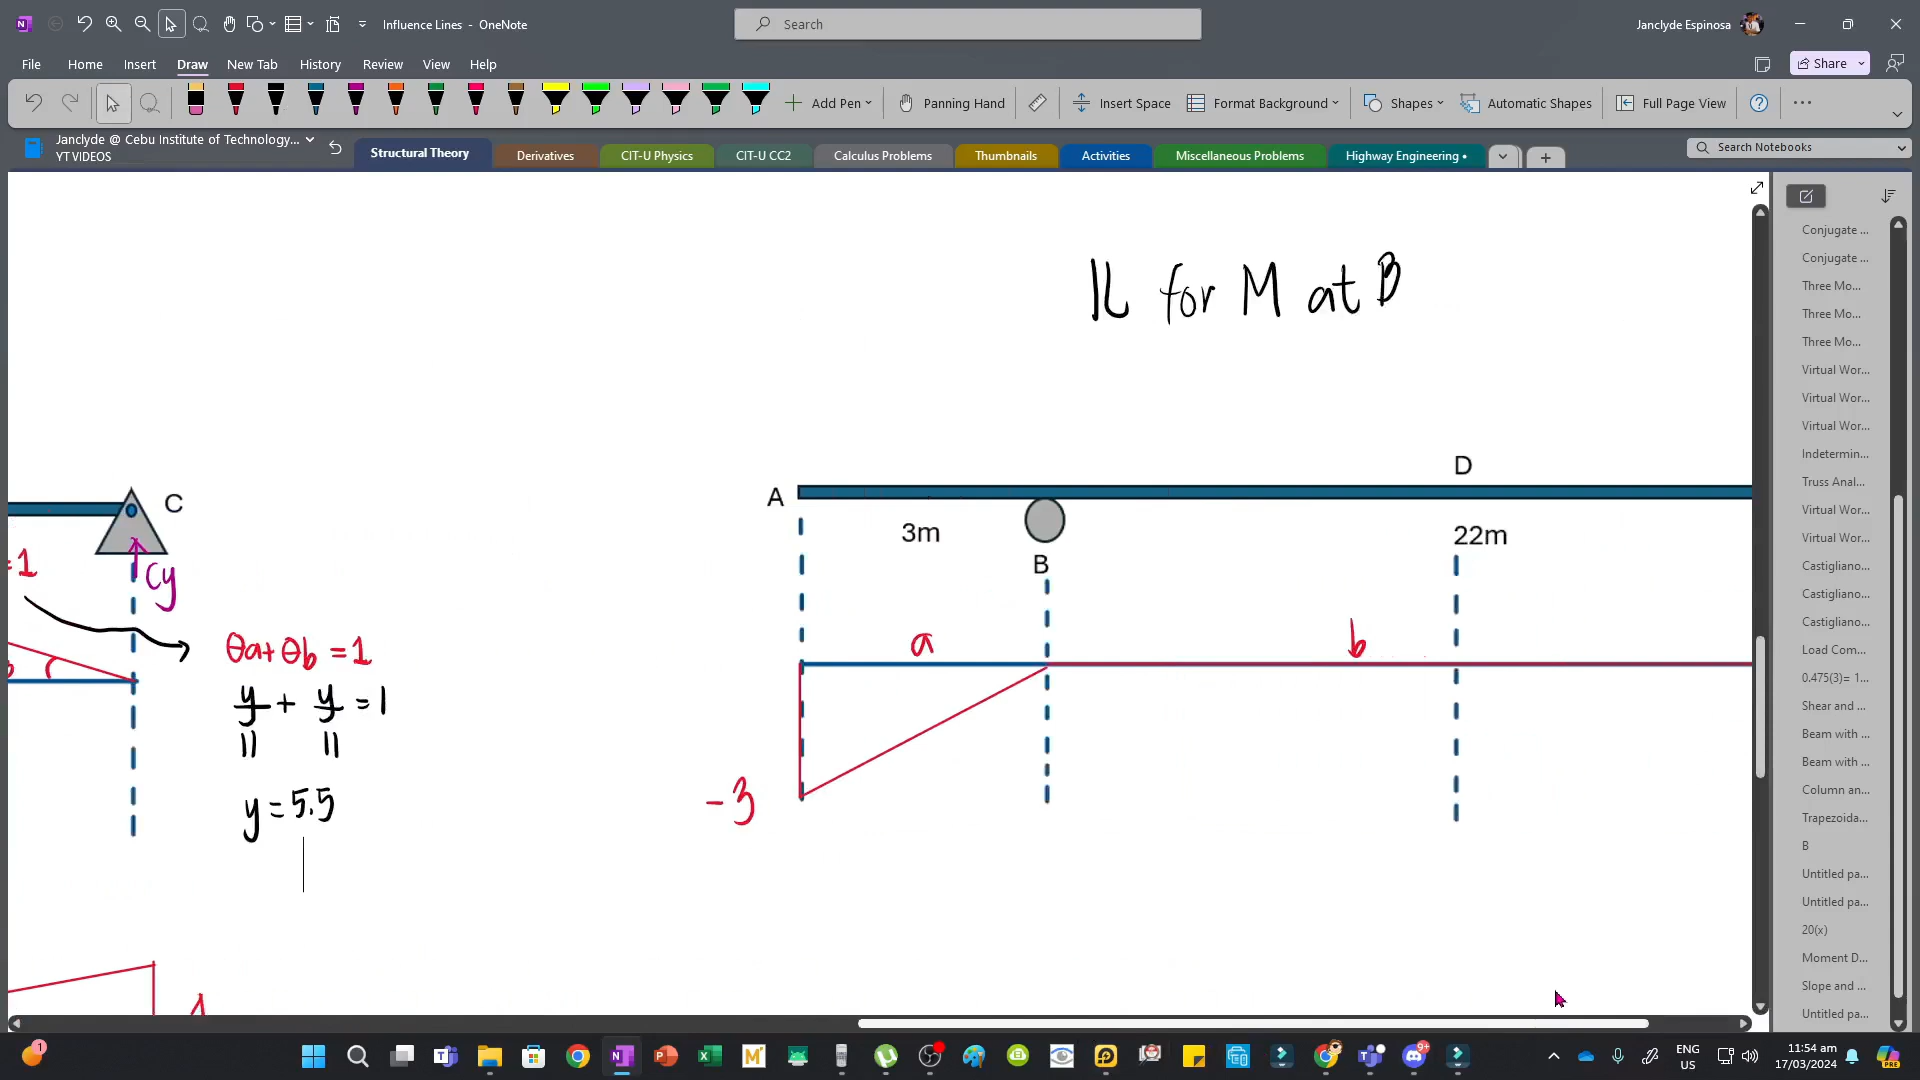 Influence Lines - OneNote
Search
Janclyde Espinosa
File Home Insert Draw New Tab History Review View Help
Share
Add Pen Panning Hand Insert Space Format Background Shapes Automatic Shapes Full Page View
Janclyde @ Cebu Institute of Technology...
YT VIDEOS
Structural Theory Derivatives CIT-U Physics CIT-U CC2 Calculus Problems Thumbnails Activities Miscellaneous Problems Highway Engineering •
Search Notebooks
Conjugate ...
Conjugate ...
Three Mo...
Three Mo...
Three Mo...
Virtual Wor...
Virtual Wor...
Virtual Wor...
Indetermin...
Truss Anal...
Virtual Wor...
Virtual Wor...
Castigliano...
Castigliano...
Castigliano...
Load Com...
0.475(3)= 1...
Shear and ...
Beam with ...
Beam with ...
Column an...
Trapezoida...
B
Untitled pa...
Untitled pa...
20(x)
Moment D...
Slope and ...
Untitled pa...
IL for M at B
C
=1
Cy
θa + θb = 1
y/11 + y/11 = 1
y = 5.5
A
3m
B
D
22m
a
b
-3
1
1
9+
ENG
US
11:54 am
17/03/2024
PRE